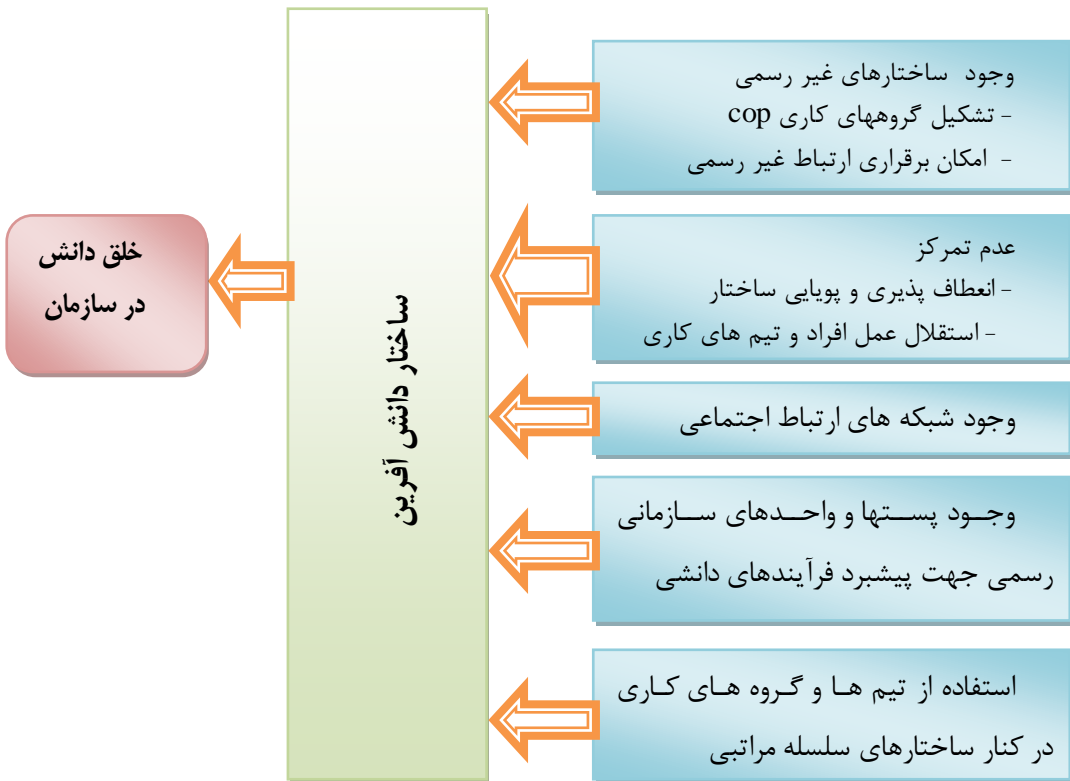 وجود ساختارهای غیر رسمی
- تشکیل گروههای کاری cop
- امکان برقراری ارتباط غیر رسمی
عدم تمرکز
- انعطاف پذیری و پویایی ساختار
- استقلال عمل افراد و تیم های کاری
وجود شبکه های ارتباط اجتماعی
وجـود پسـتها و واحـدهای سـازمانی
رسمی جهت پیشبرد فرآیندهای دانشی
استفاده از تیم هـا و گـروه هـای کـاری
در کنار ساختارهای سلسله مراتبی
ساختار دانش آفرین
خلق دانش
در سازمان